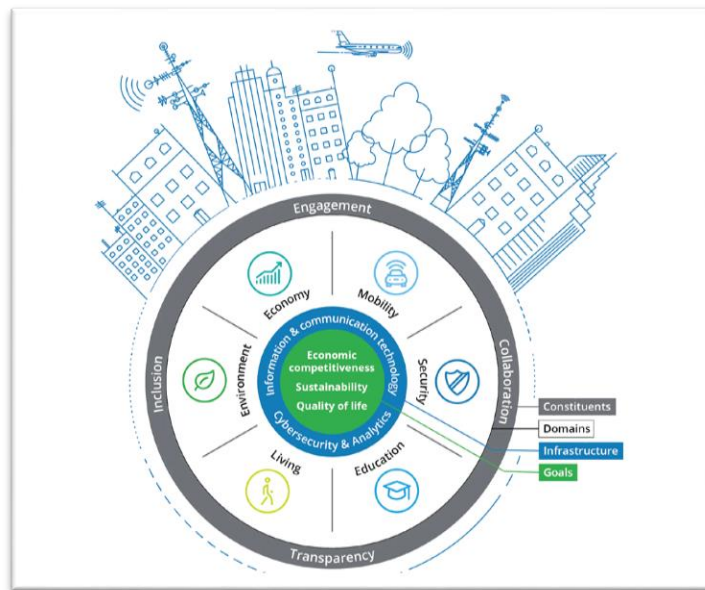 Engagement
Economy
Mobility
Inclusion
Environment
Information & communication technology
Economic
competitiveness
Sustainability
Quality of life
Cybersecurity & Analytics
Security
Collaboration
Living
Education
Transparency
Constituents
Domains
Infrastructure
Goals